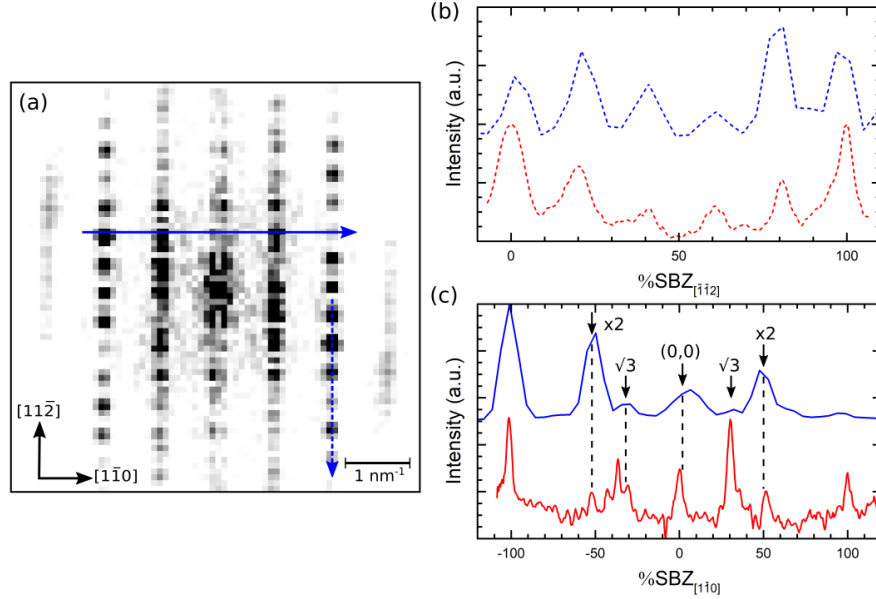 (a)
[112̄]
[11̄0]
1 nm⁻¹
(b)
Intensity (a.u.)
0 50 100
%SBZ[1̄1̄2]
(c)
x2
√3
(0,0)
√3
x2
Intensity (a.u.)
-100 -50 0 50 100
%SBZ[11̄0]